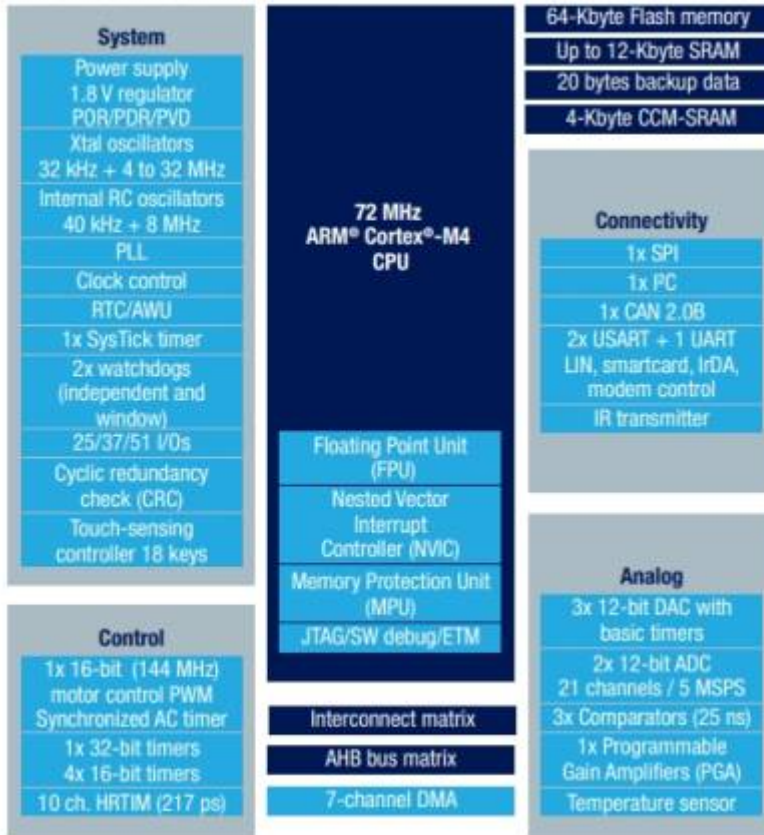 System
Power supply
1.8 V regulator
POR/PDR/PVD
Xtal oscillators
32 kHz + 4 to 32 MHz
Internal RC oscillators
40 kHz + 8 MHz
PLL
Clock control
RTC/AWU
1x SysTick timer
2x watchdogs
(independent and
window)
25/37/51 I/Os
Cyclic redundancy
check (CRC)
Touch-sensing
controller 18 keys
Control
1x 16-bit (144 MHz)
motor control PWM
Synchronized AC timer
1x 32-bit timers
4x 16-bit timers
10 ch. HRTIM (217 ps)
72 MHz
ARM® Cortex®-M4
CPU
Floating Point Unit
(FPU)
Nested Vector
Interrupt
Controller (NVIC)
Memory Protection Unit
(MPU)
JTAG/SW debug/ETM
Interconnect matrix
AHB bus matrix
7-channel DMA
64-Kbyte Flash memory
Up to 12-Kbyte SRAM
20 bytes backup data
4-Kbyte CCM-SRAM
Connectivity
1x SPI
1x I²C
1x CAN 2.0B
2x USART + 1 UART
LIN, smartcard, IrDA,
modem control
IR transmitter
Analog
3x 12-bit DAC with
basic timers
2x 12-bit ADC
21 channels / 5 MSPS
3x Comparators (25 ns)
1x Programmable
Gain Amplifiers (PGA)
Temperature sensor